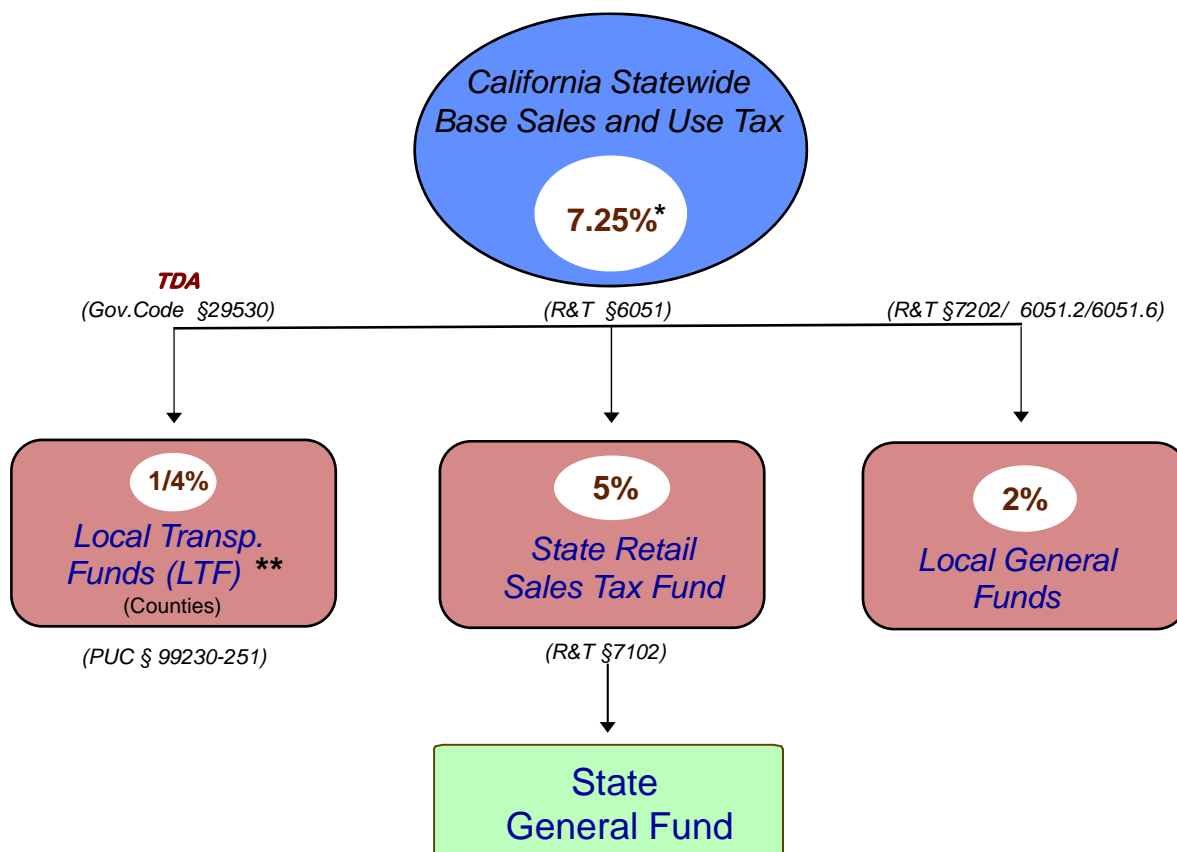 California Statewide
Base Sales and Use Tax
7.25%*
TDA
(Gov.Code §29530)
(R&T §6051)
(R&T §7202/ 6051.2/6051.6)
1/4%
Local Transp.
Funds (LTF) **
(Counties)
(PUC § 99230-251)
5%
State Retail
Sales Tax Fund
(R&T §7102)
2%
Local General
Funds
State
General Fund